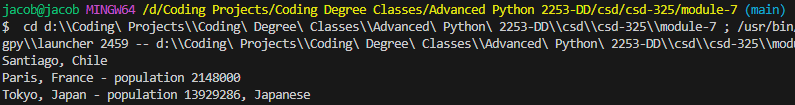 jacob@jacob MINGW64 /d/Coding Projects/Coding Degree Classes/Advanced Python 2253-DD/csd/csd-325/module-7 (main)
$  cd d:\\Coding\ Projects\\Coding\ Degree\ Classes\\Advanced\ Python\ 2253-DD\\csd\\csd-325\\module-7 ; /usr/bin,
gpy\\launcher 2459 -- d:\\Coding\ Projects\\Coding\ Degree\ Classes\\Advanced\ Python\ 2253-DD\\csd\\csd-325\\modu
Santiago, Chile
Paris, France - population 2148000
Tokyo, Japan - population 13929286, Japanese